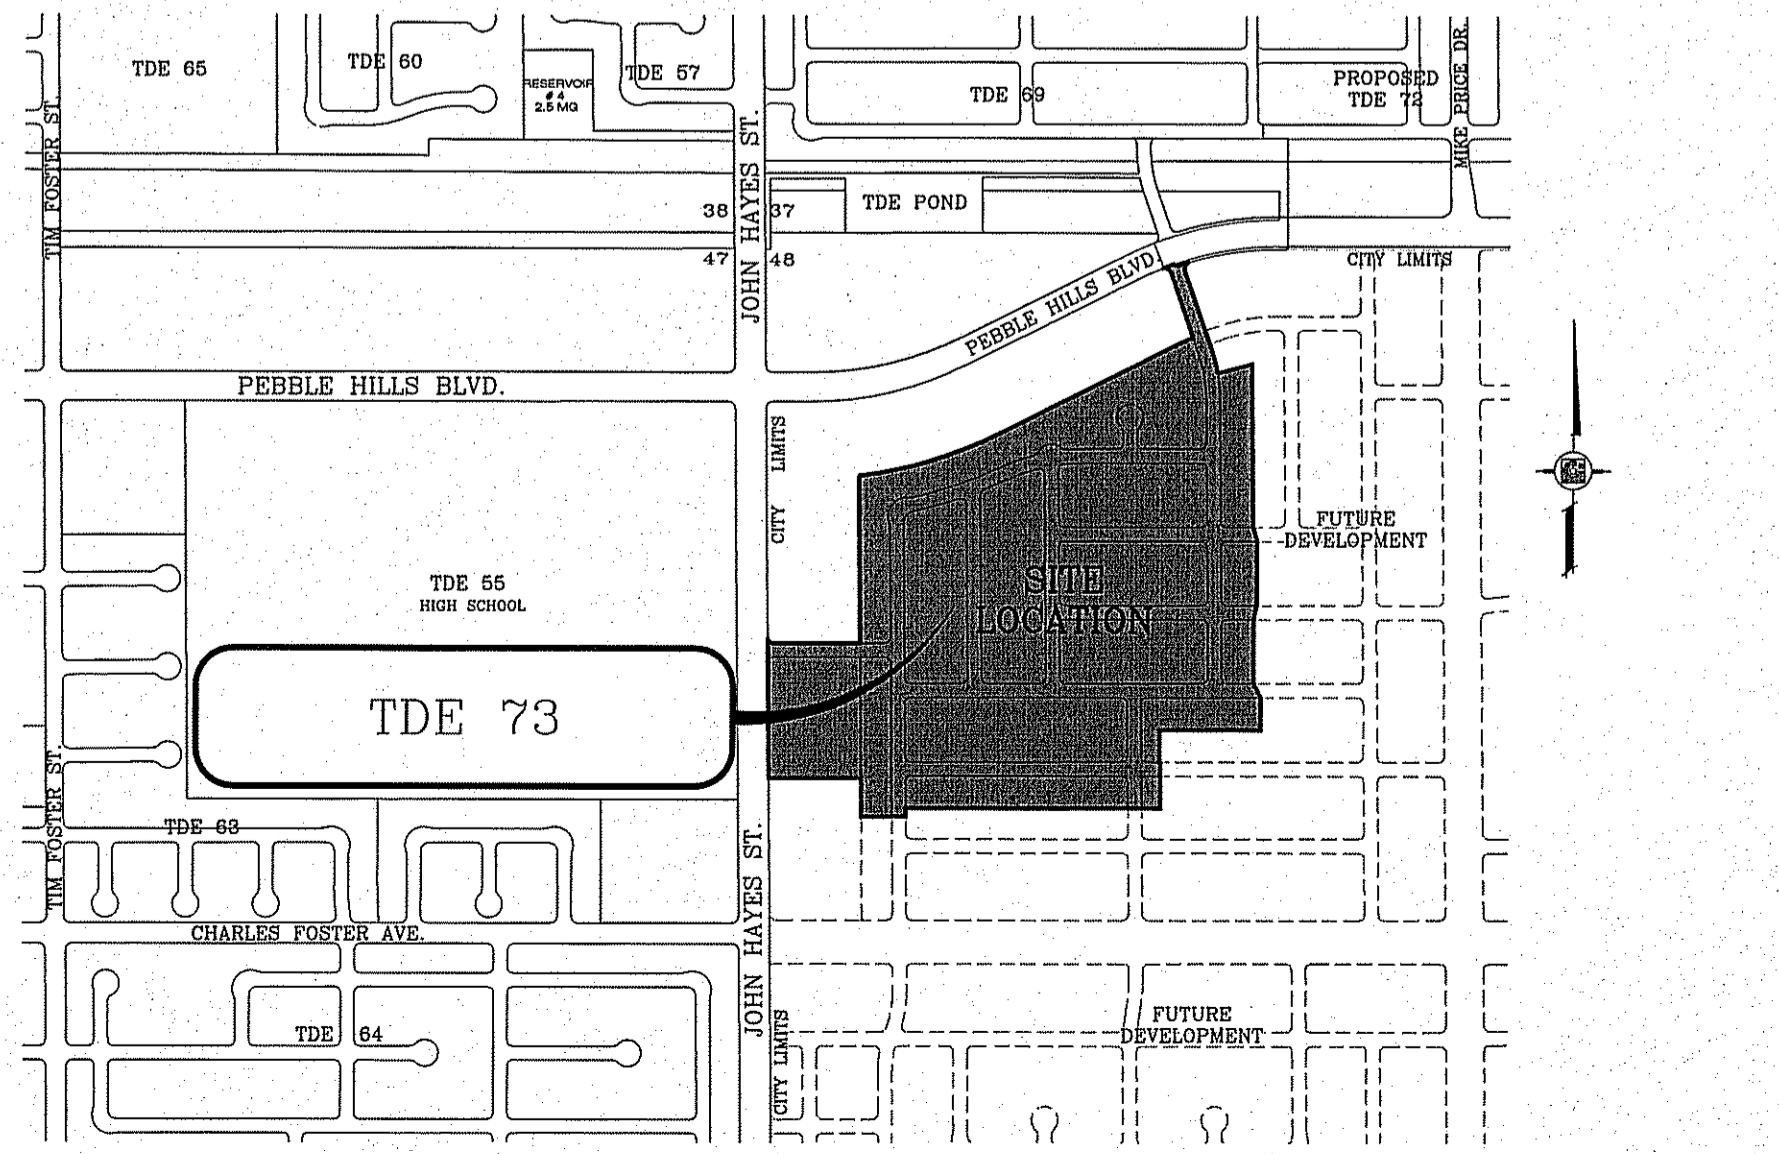 TDE 65
TDE 60
RESERVOIR
#4
2.5 MG
TDE 57
TDE 69
PROPOSED
TDE 72
MIKE PRICE DR.
TIM FOSTER ST.
JOHN HAYES ST.
38
37
TDE POND
47
48
CITY LIMITS
PEBBLE HILLS BLVD.
PEBBLE HILLS BLVD.
CITY LIMITS
FUTURE
DEVELOPMENT
TDE 55
HIGH SCHOOL
SITE
LOCATION
TDE 73
TIM FOSTER ST.
TDE 63
JOHN HAYES ST.
CHARLES FOSTER AVE.
TDE 64
CITY LIMITS
FUTURE
DEVELOPMENT